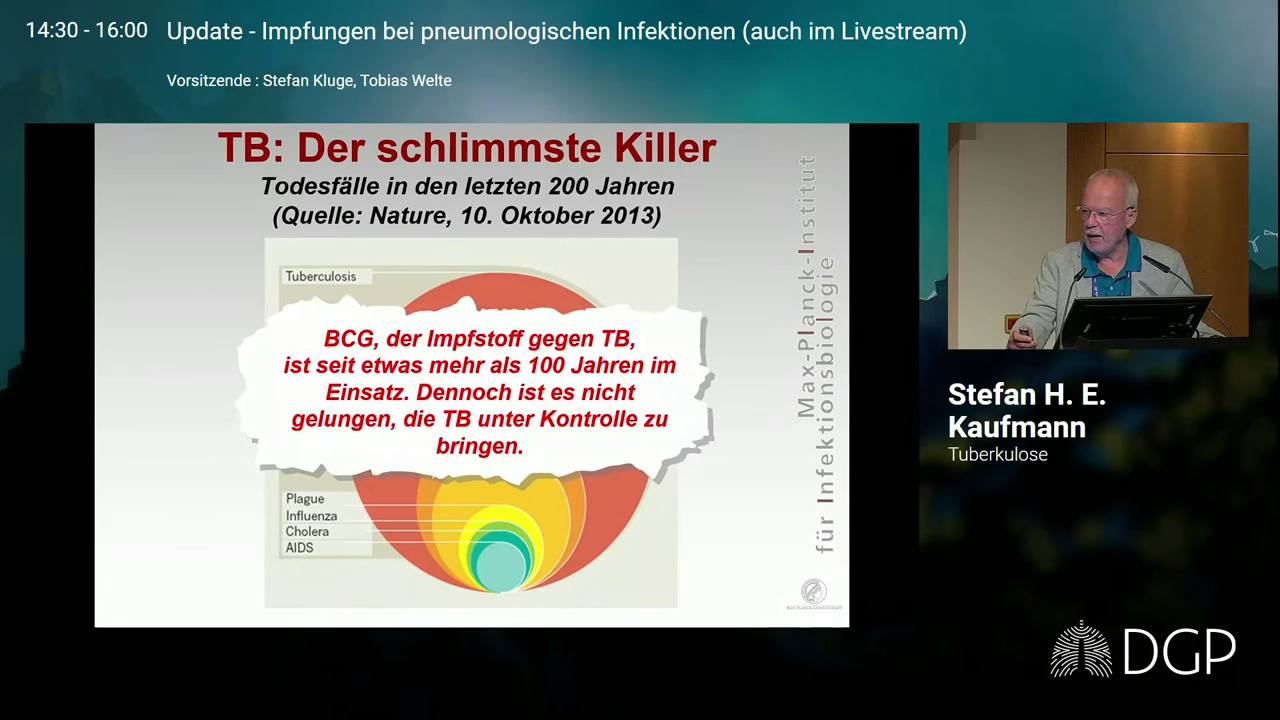 14:30 - 16:00 Update - Impfungen bei pneumologischen Infektionen (auch im Livestream)
Vorsitzende : Stefan Kluge, Tobias Welte
TB: Der schlimmste Killer
Todesfälle in den letzten 200 Jahren
(Quelle: Nature, 10. Oktober 2013)
Tuberculosis
BCG, der Impfstoff gegen TB,
ist seit etwas mehr als 100 Jahren im
Einsatz. Dennoch ist es nicht
gelungen, die TB unter Kontrolle zu
bringen.
Plague
Influenza
Cholera
AIDS
Max-Planck-Institut
für Infektionsbiologie
MAX-PLANCK-GESELLSCHAFT
Stefan H. E.
Kaufmann
Tuberkulose
DGP